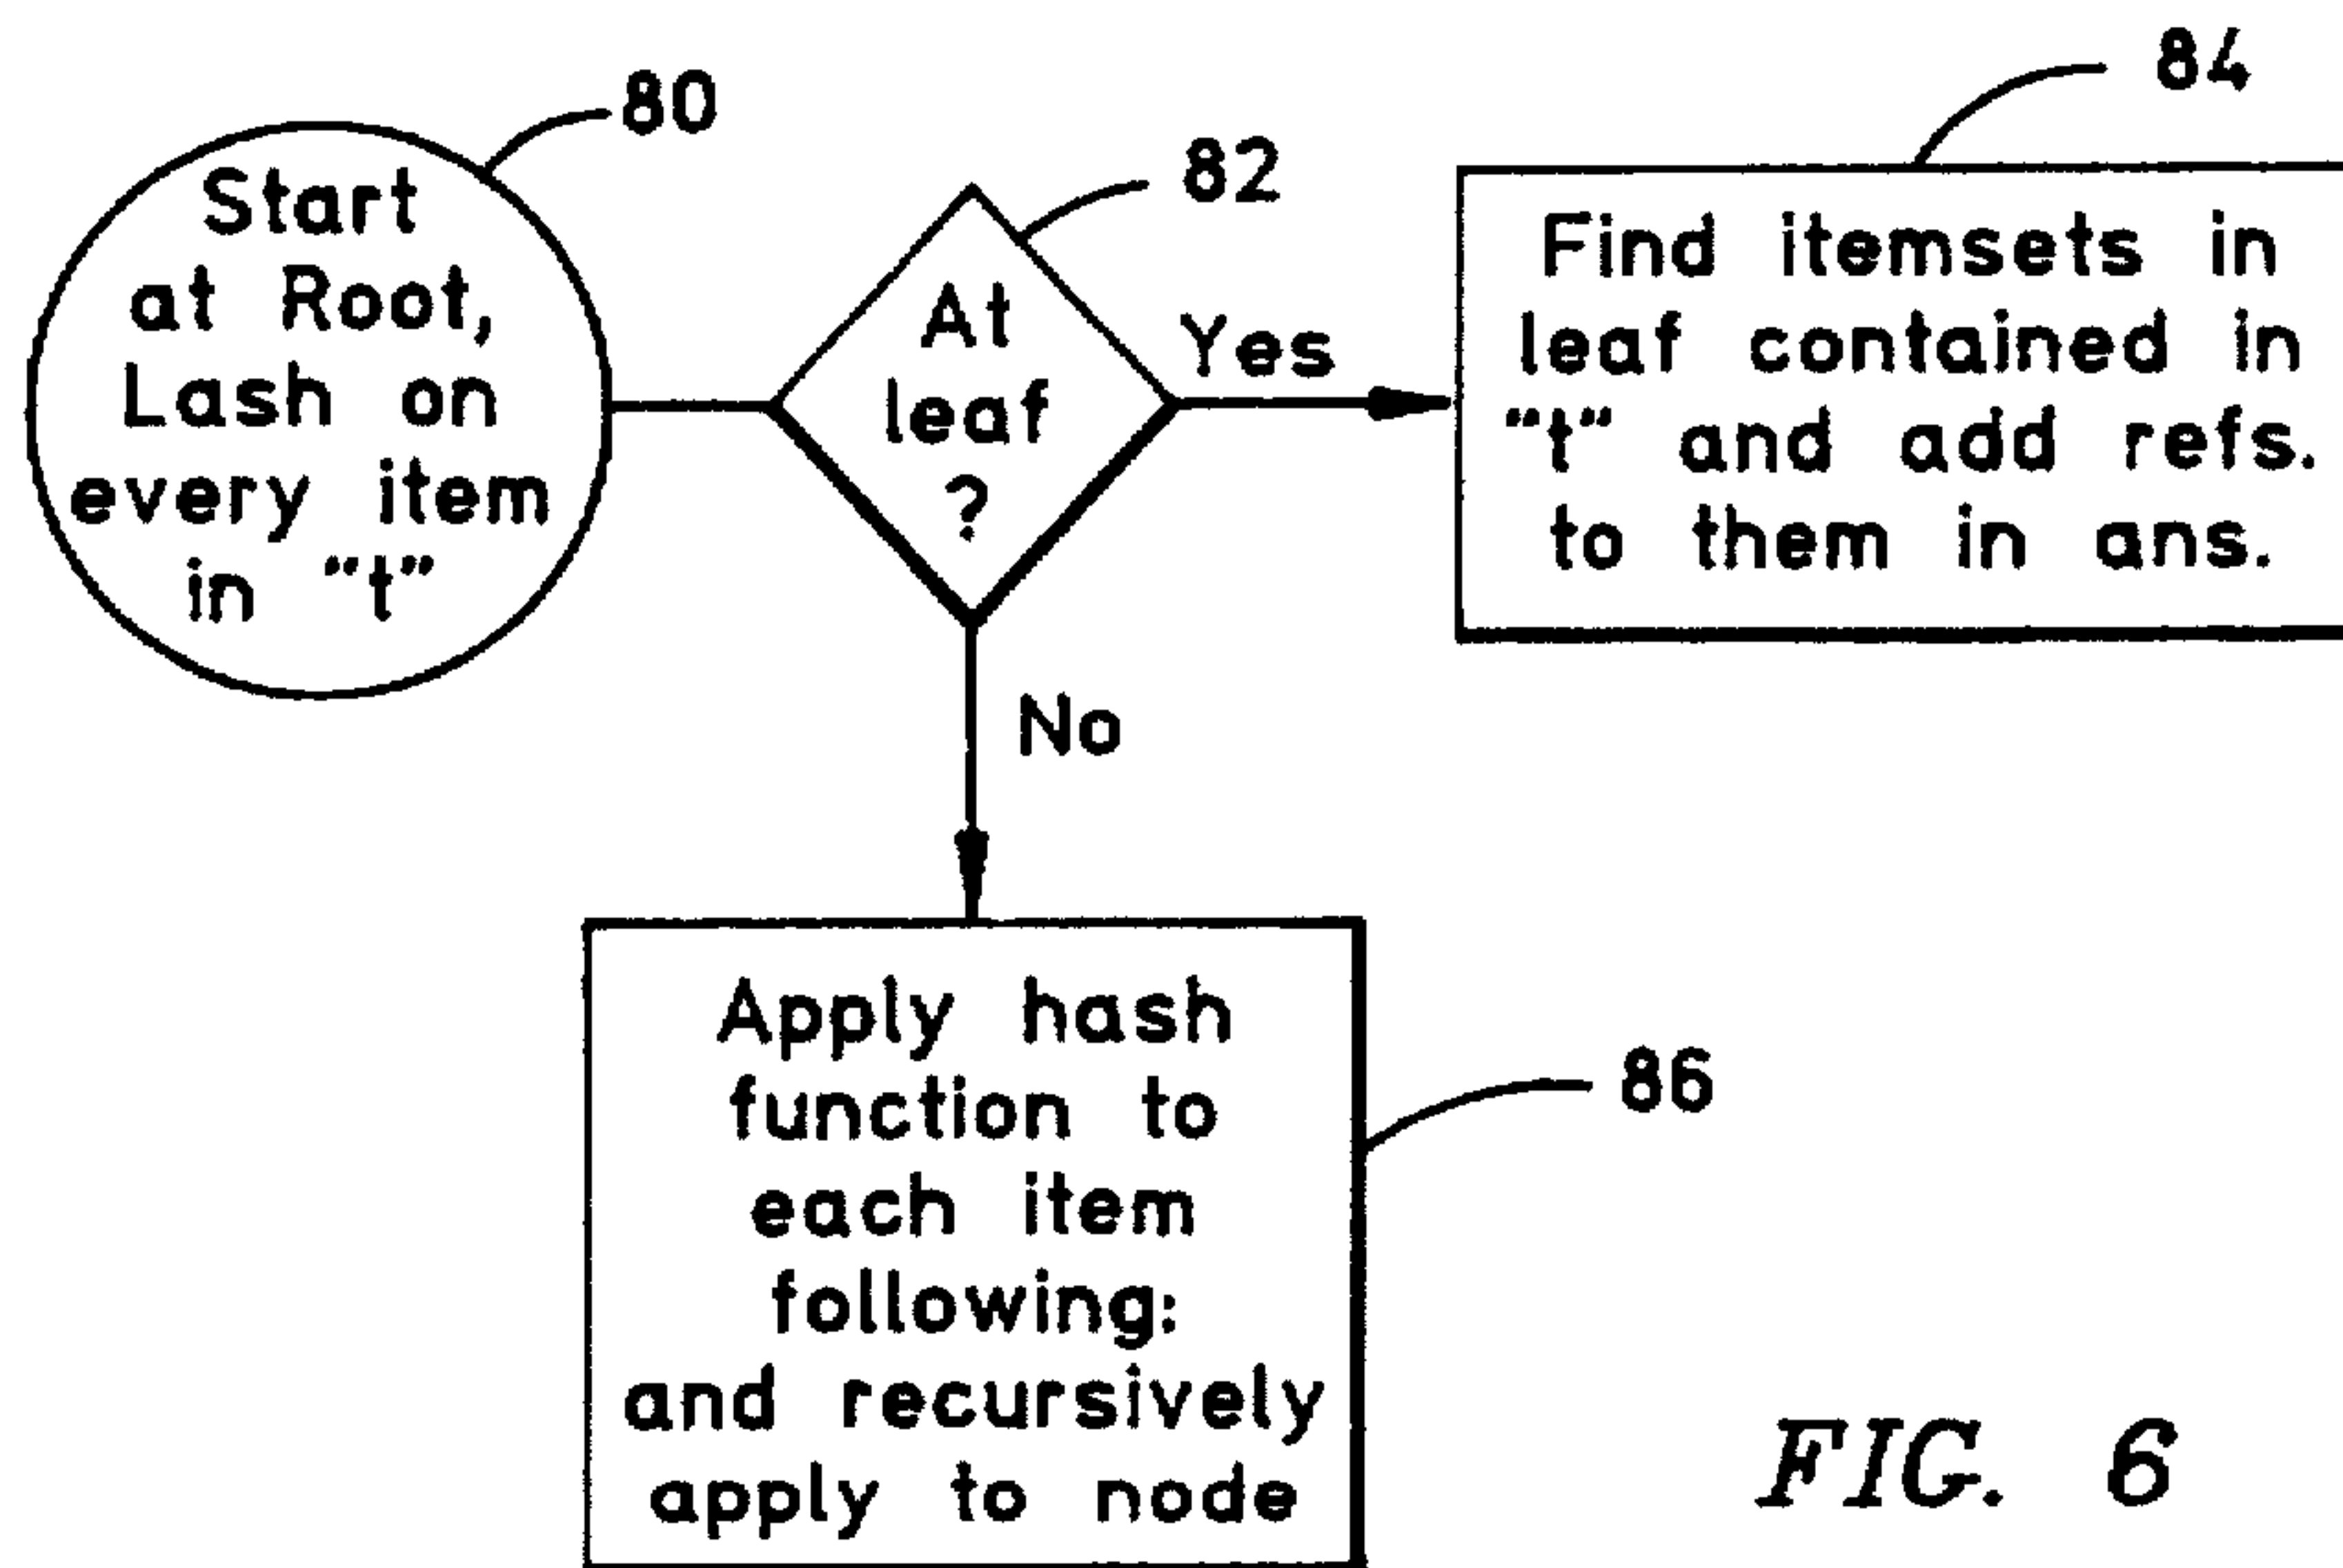 80
Start
at Root,
Lash on
every item
in "t"
82
At
leaf
?
Yes
84
Find itemsets in
leaf contained in
"t" and add refs.
to them in ans.
No
86
Apply hash
function to
each item
following:
and recursively
apply to node
FIG. 6